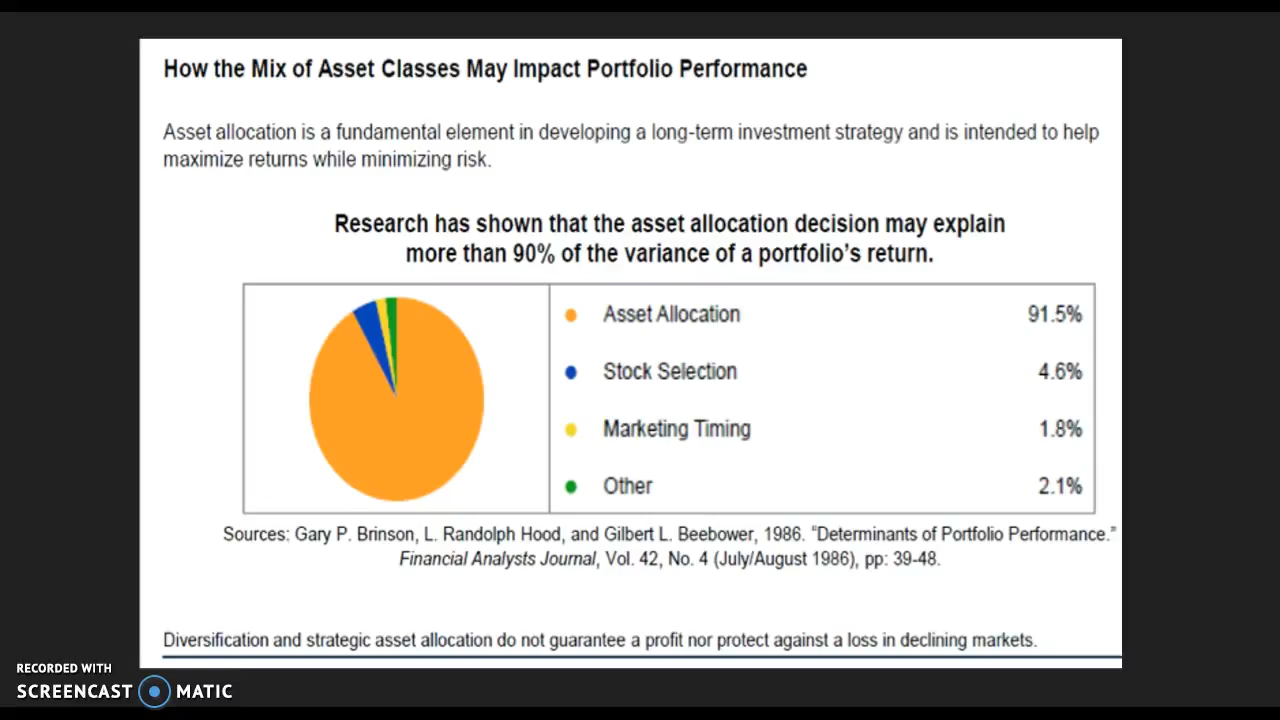 How the Mix of Asset Classes May Impact Portfolio Performance
Asset allocation is a fundamental element in developing a long-term investment strategy and is intended to help
maximize returns while minimizing risk.
Research has shown that the asset allocation decision may explain
more than 90% of the variance of a portfolio's return.
Asset Allocation 91.5%
Stock Selection 4.6%
Marketing Timing 1.8%
Other 2.1%
Sources: Gary P. Brinson, L. Randolph Hood, and Gilbert L. Beebower, 1986. “Determinants of Portfolio Performance.”
Financial Analysts Journal, Vol. 42, No. 4 (July/August 1986), pp: 39-48.
Diversification and strategic asset allocation do not guarantee a profit nor protect against a loss in declining markets.
RECORDED WITH
SCREENCAST MATIC